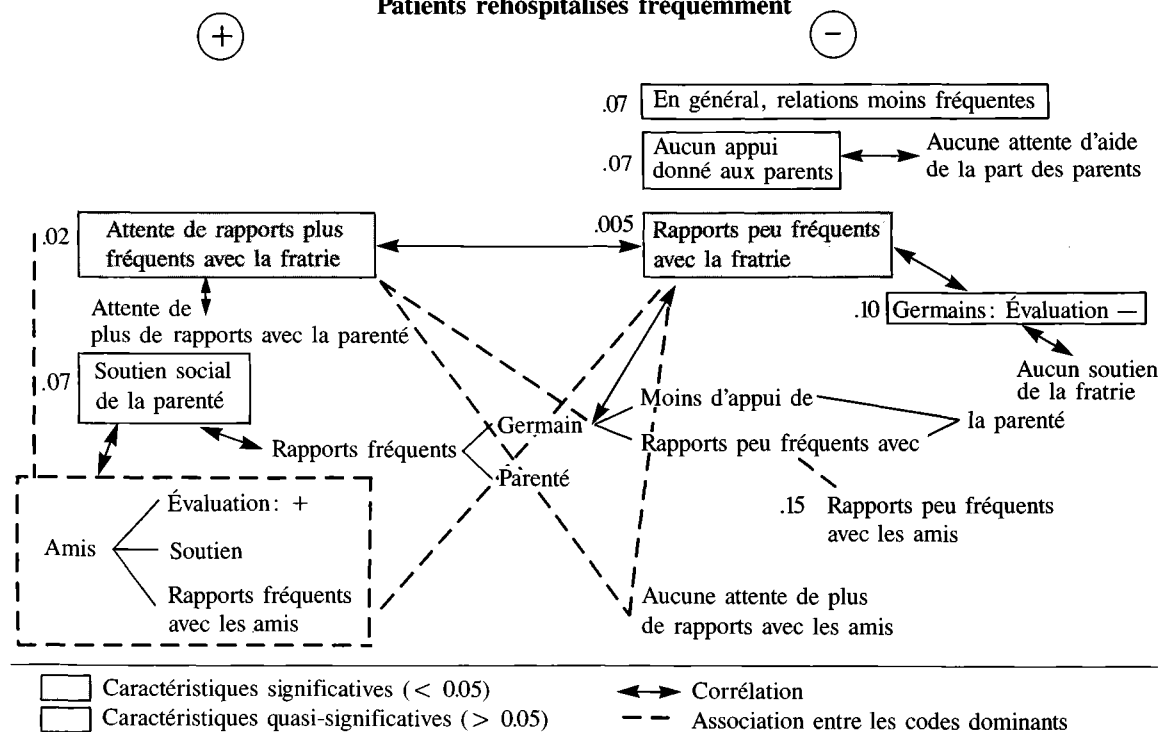 Patients réhospitalisés fréquemment
+
−
.07 En général, relations moins fréquentes
.07 Aucun appui
donné aux parents
Aucune attente d'aide
de la part des parents
.02 Attente de rapports plus
fréquents avec la fratrie
.005 Rapports peu fréquents
avec la fratrie
Attente de
plus de rapports avec la parenté
.10 Germains : Évaluation —
Aucun soutien
de la fratrie
.07 Soutien social
de la parenté
Rapports fréquents
Germain
Parenté
Moins d'appui de
Rapports peu fréquents avec
la parenté
.15 Rapports peu fréquents
avec les amis
Amis
Évaluation : +
Soutien
Rapports fréquents
avec les amis
Aucune attente de plus
de rapports avec les amis
Caractéristiques significatives (< 0.05)
Caractéristiques quasi-significatives (> 0.05)
Corrélation
Association entre les codes dominants